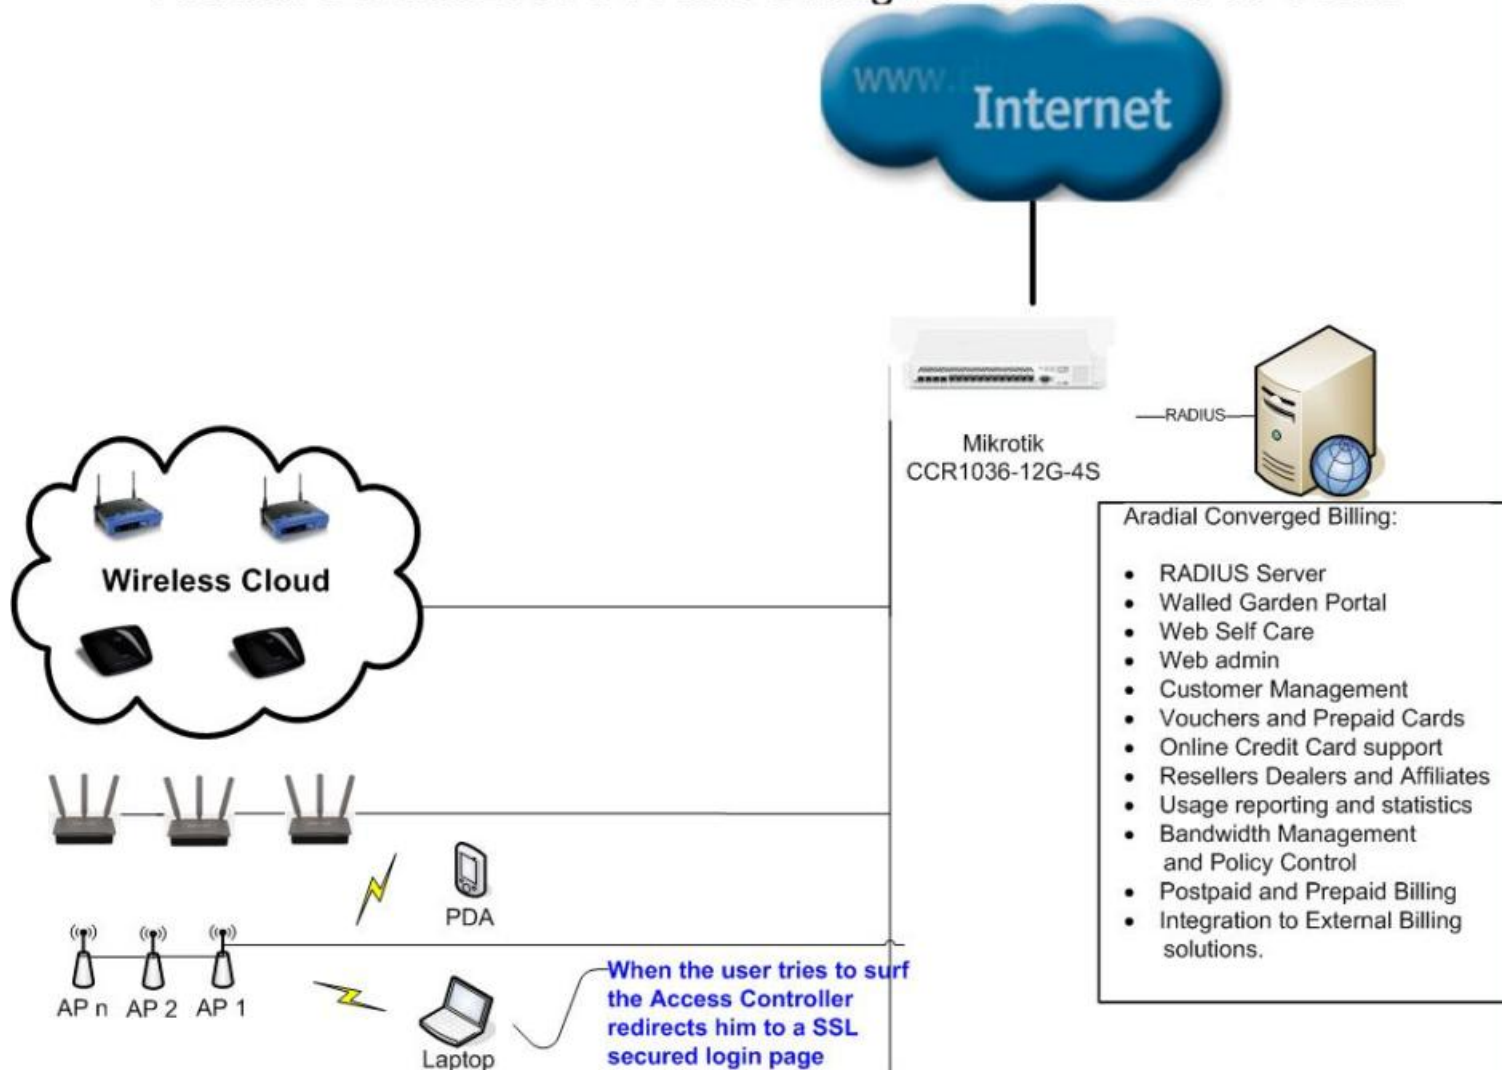 www.
Internet
RADIUS
Mikrotik
CCR1036-12G-4S
Wireless Cloud
Aradial Converged Billing:
• RADIUS Server
• Walled Garden Portal
• Web Self Care
• Web admin
• Customer Management
• Vouchers and Prepaid Cards
• Online Credit Card support
• Resellers Dealers and Affiliates
• Usage reporting and statistics
• Bandwidth Management
and Policy Control
• Postpaid and Prepaid Billing
• Integration to External Billing
solutions.
PDA
AP n AP 2 AP 1
When the user tries to surf
the Access Controller
redirects him to a SSL
secured login page
Laptop